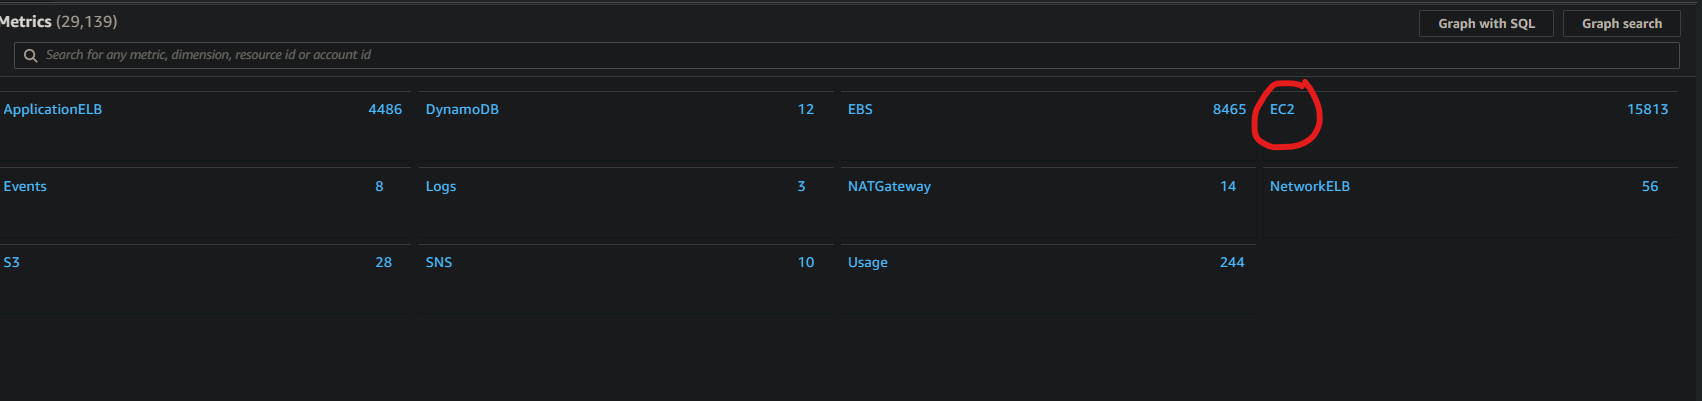 Metrics (29,139)
Graph with SQL
Graph search
Search for any metric, dimension, resource id or account id
ApplicationELB 4486
DynamoDB 12
EBS 8465
EC2 15813
Events 8
Logs 3
NATGateway 14
NetworkELB 56
S3 28
SNS 10
Usage 244